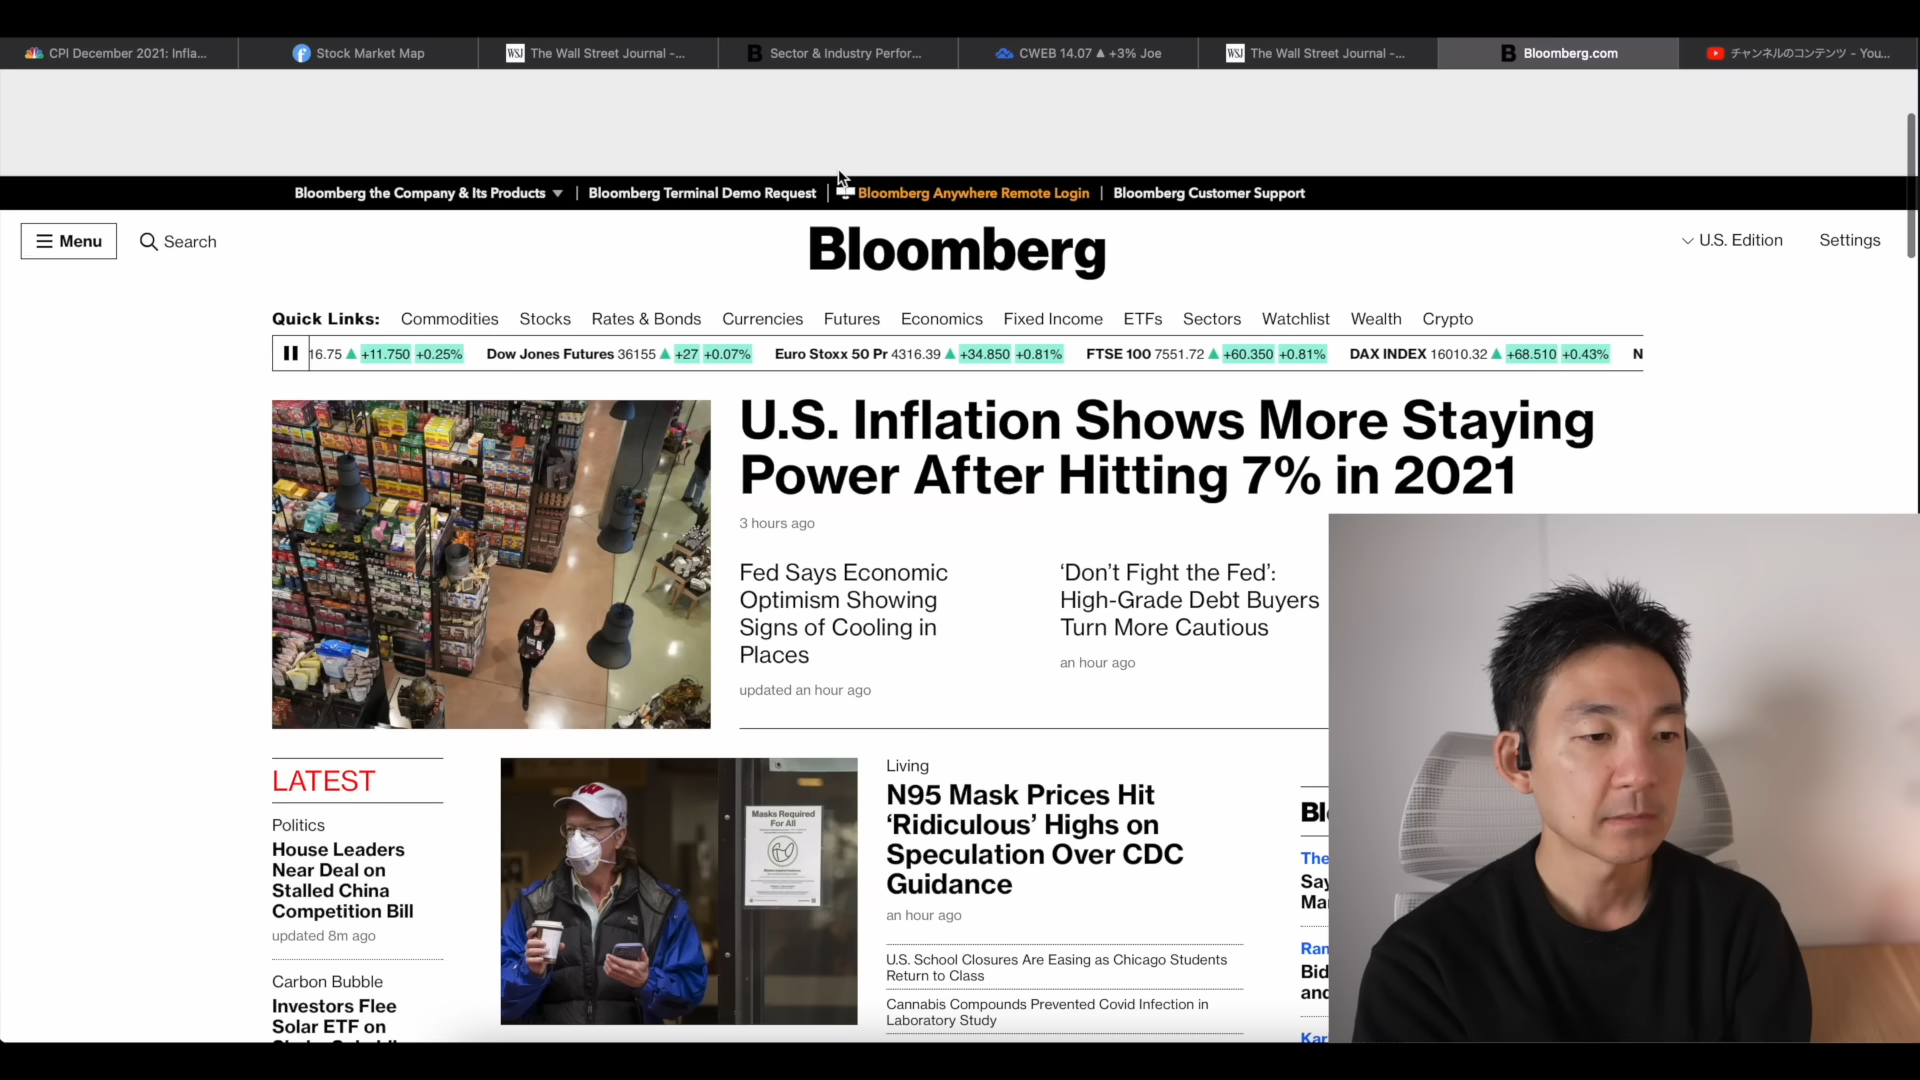 CPI December 2021: Infla...
Stock Market Map
WSJ The Wall Street Journal -...
B Sector & Industry Perfor...
CWEB 14.07 ▲ +3% Joe
WSJ The Wall Street Journal -...
B Bloomberg.com
チャンネルのコンテンツ - You...
Bloomberg the Company & Its Products ▼ | Bloomberg Terminal Demo Request | Bloomberg Anywhere Remote Login | Bloomberg Customer Support
Menu
Search
Bloomberg
U.S. Edition
Settings
Quick Links: Commodities Stocks Rates & Bonds Currencies Futures Economics Fixed Income ETFs Sectors Watchlist Wealth Crypto
16.75 ▲ +11.750 +0.25% Dow Jones Futures 36155 ▲ +27 +0.07% Euro Stoxx 50 Pr 4316.39 ▲ +34.850 +0.81% FTSE 100 7551.72 ▲ +60.350 +0.81% DAX INDEX 16010.32 ▲ +68.510 +0.43% N
U.S. Inflation Shows More Staying
Power After Hitting 7% in 2021
3 hours ago
Fed Says Economic
Optimism Showing
Signs of Cooling in
Places
updated an hour ago
‘Don’t Fight the Fed’:
High-Grade Debt Buyers
Turn More Cautious
an hour ago
LATEST
Politics
House Leaders
Near Deal on
Stalled China
Competition Bill
updated 8m ago
Carbon Bubble
Investors Flee
Solar ETF on
W
Masks Required
For All
Living
N95 Mask Prices Hit
‘Ridiculous’ Highs on
Speculation Over CDC
Guidance
an hour ago
U.S. School Closures Are Easing as Chicago Students
Return to Class
Cannabis Compounds Prevented Covid Infection in
Laboratory Study
Bl
The
Say
Ma
Ran
Bid
and
Kar